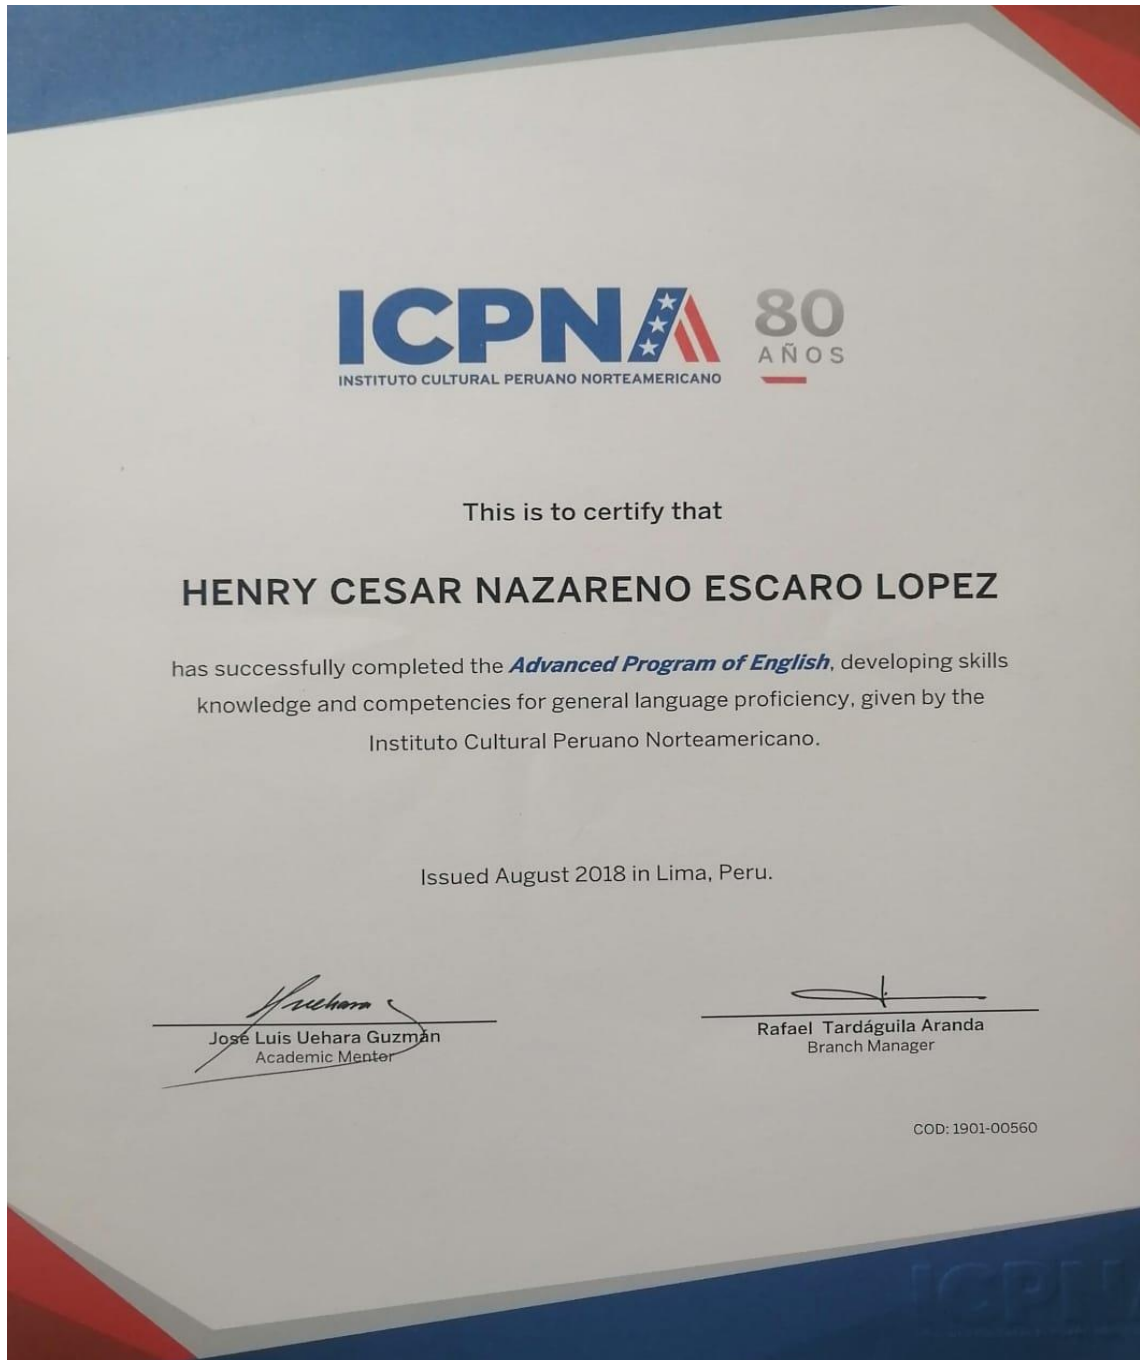 ICPNA
INSTITUTO CULTURAL PERUANO NORTEAMERICANO
80
AÑOS
This is to certify that
HENRY CESAR NAZARENO ESCARO LOPEZ
has successfully completed the Advanced Program of English, developing skills
knowledge and competencies for general language proficiency, given by the
Instituto Cultural Peruano Norteamericano.
Issued August 2018 in Lima, Peru.
José Luis Uehara Guzmán
Academic Mentor
Rafael Tardáguila Aranda
Branch Manager
COD: 1901-00560
ICPN